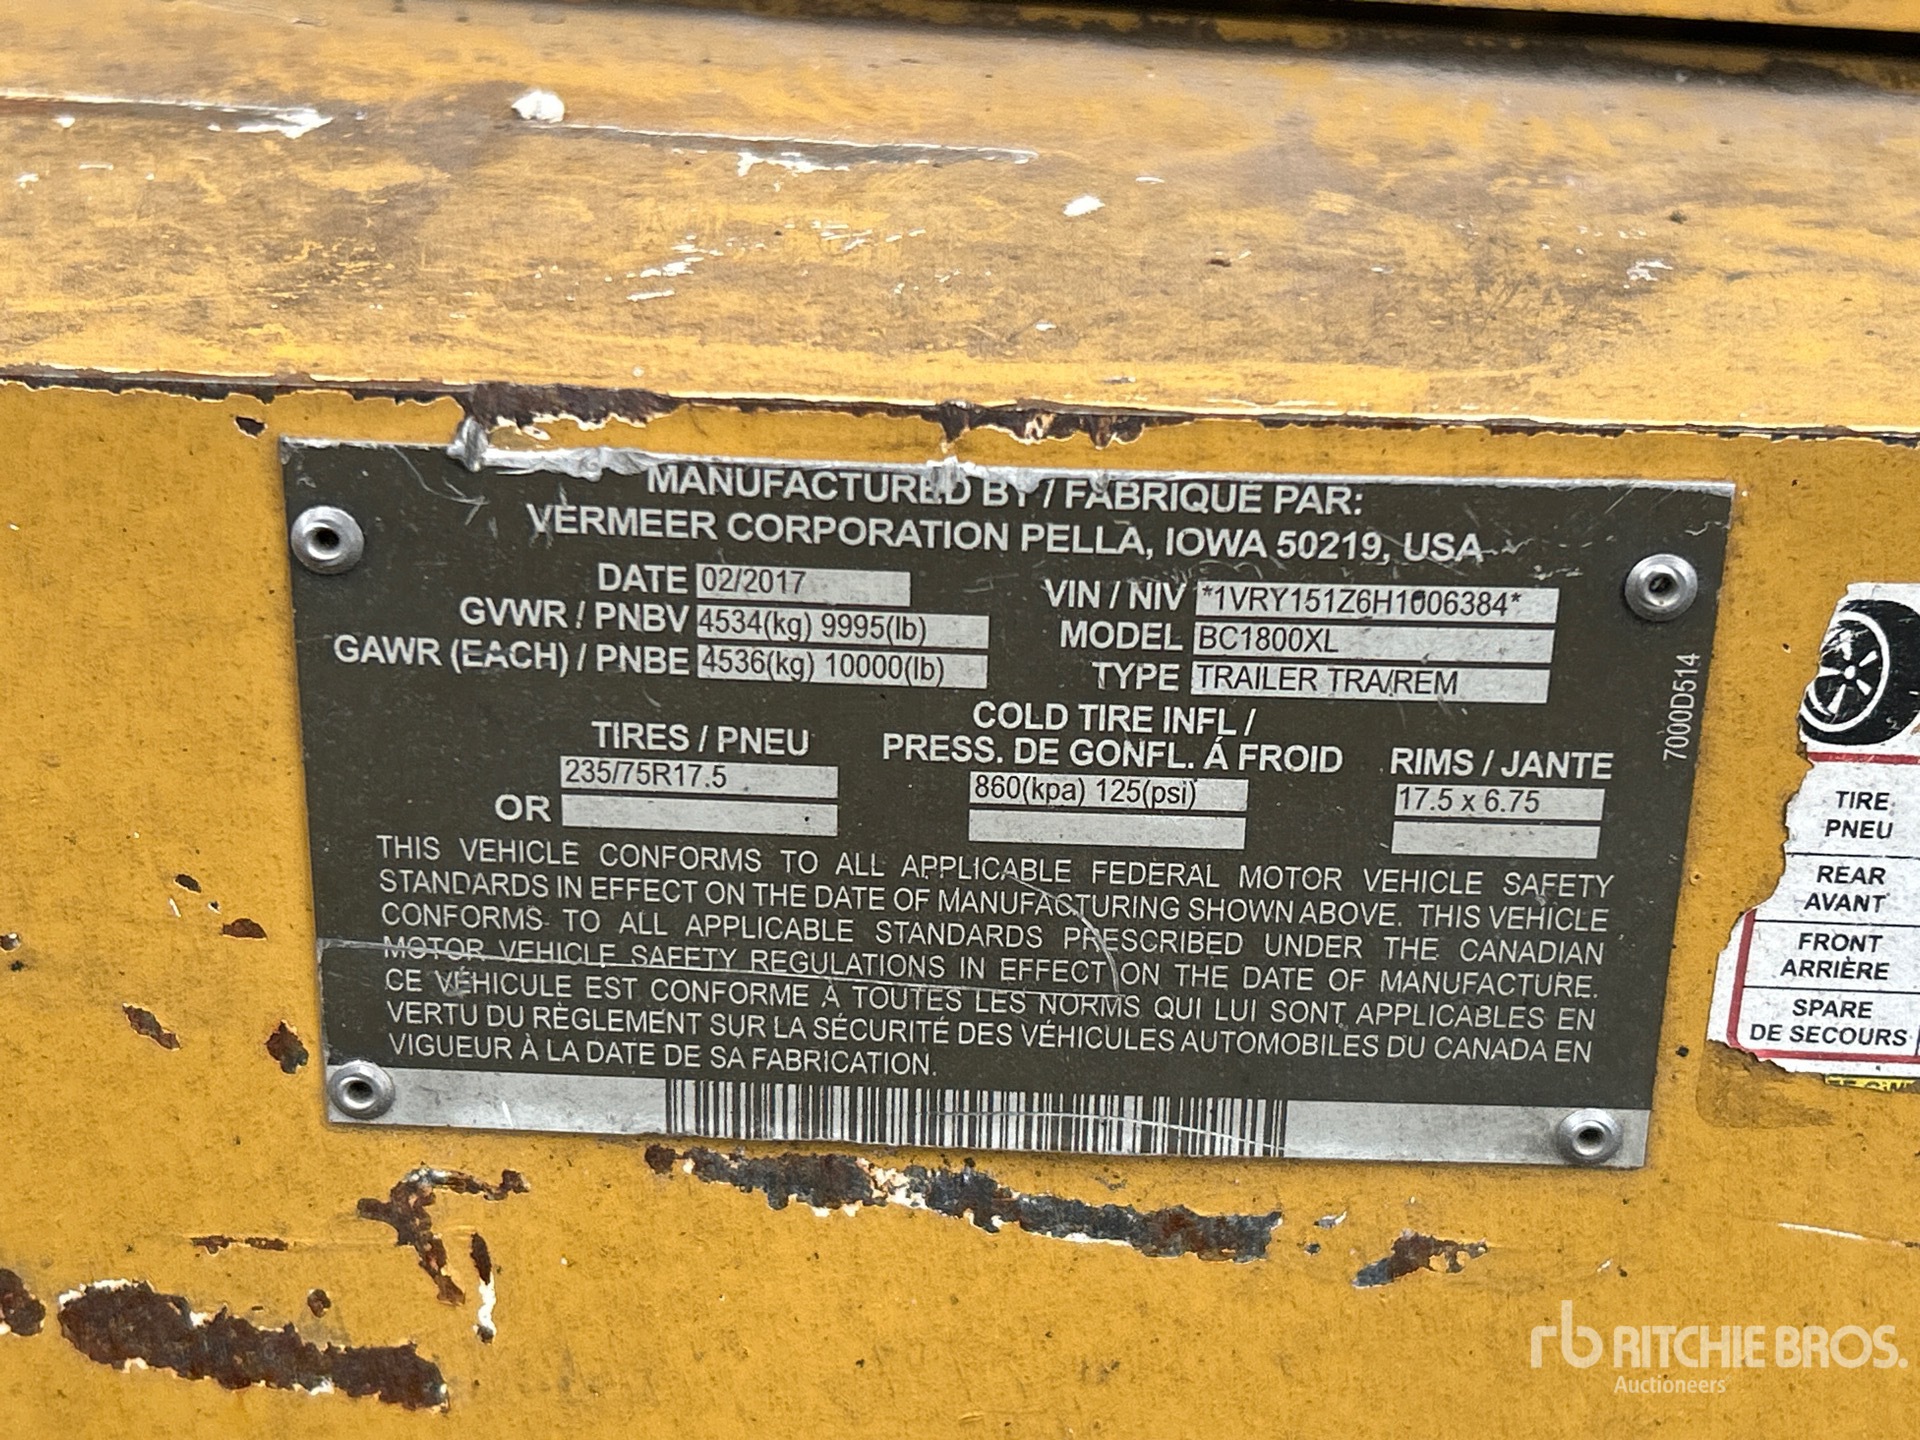 MANUFACTURED BY / FABRIQUÉ PAR:
VERMEER CORPORATION PELLA, IOWA 50219, USA
DATE 02/2017
GVWR / PNBV 4534(kg) 9995(lb)
GAWR (EACH) / PNBE 4536(kg) 10000(lb)
VIN / NIV *1VRY151Z6H1006384*
MODEL BC1800XL
TYPE TRAILER TRA/REM
7000D514
TIRES / PNEU
235/75R17.5
OR
COLD TIRE INFL /
PRESS. DE GONFL. Á FROID
860(kpa) 125(psi)
RIMS / JANTE
17.5 x 6.75
THIS VEHICLE CONFORMS TO ALL APPLICABLE FEDERAL MOTOR VEHICLE SAFETY
STANDARDS IN EFFECT ON THE DATE OF MANUFACTURING SHOWN ABOVE. THIS VEHICLE
CONFORMS TO ALL APPLICABLE STANDARDS PRESCRIBED UNDER THE CANADIAN
MOTOR VEHICLE SAFETY REGULATIONS IN EFFECT ON THE DATE OF MANUFACTURE.
CE VÉHICULE EST CONFORME À TOUTES LES NORMS QUI LUI SONT APPLICABLES EN
VERTU DU RÈGLEMENT SUR LA SÉCURITÉ DES VÉHICULES AUTOMOBILES DU CANADA EN
VIGUEUR À LA DATE DE SA FABRICATION.
TIRE
PNEU
REAR
AVANT
FRONT
ARRIÈRE
SPARE
DE SECOURS
rb RITCHIE BROS.
Auctioneers